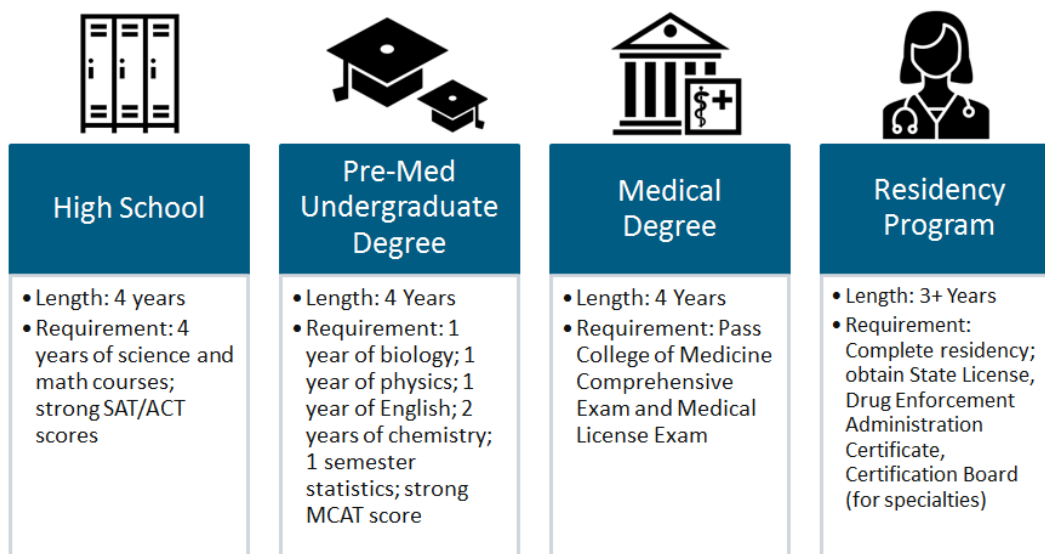 High School
• Length: 4 years
• Requirement: 4
years of science and
math courses;
strong SAT/ACT
scores
Pre-Med
Undergraduate
Degree
• Length: 4 Years
• Requirement: 1
year of biology; 1
year of physics; 1
year of English; 2
years of chemistry;
1 semester
statistics; strong
MCAT score
Medical
Degree
• Length: 4 Years
• Requirement: Pass
College of Medicine
Comprehensive
Exam and Medical
License Exam
Residency
Program
• Length: 3+ Years
• Requirement:
Complete residency;
obtain State License,
Drug Enforcement
Administration
Certificate,
Certification Board
(for specialties)